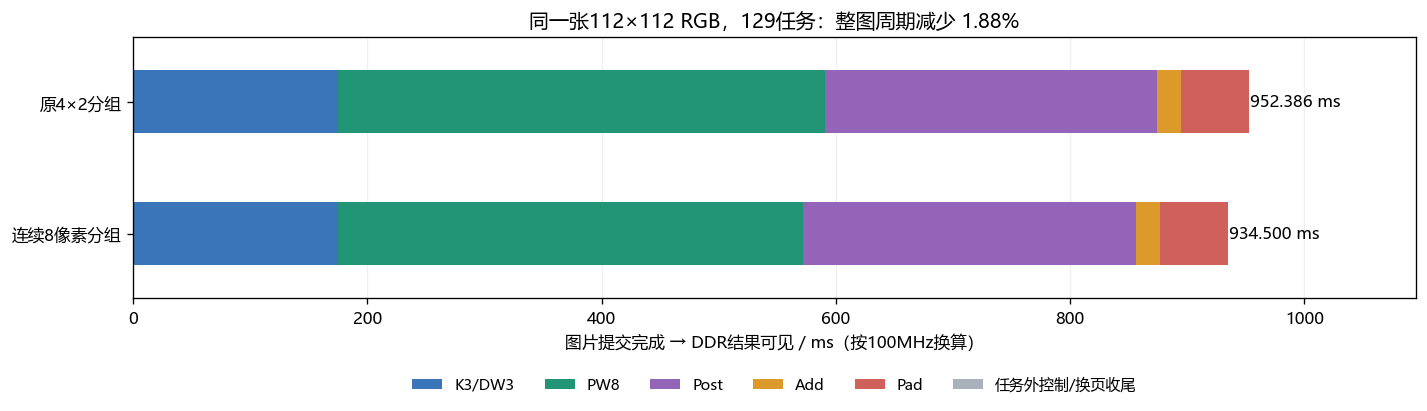 同一张112×112 RGB，129任务：整图周期减少 1.88%
原4×2分组
952.386 ms
连续8像素分组
934.500 ms
0 200 400 600 800 1000
图片提交完成 → DDR结果可见 / ms（按100MHz换算）
K3/DW3 PW8 Post Add Pad 任务外控制/换页收尾